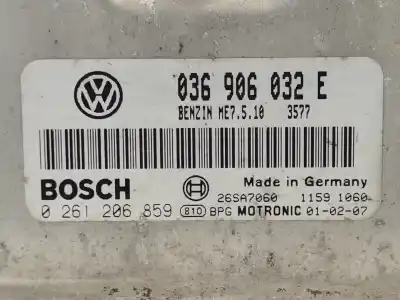 036 906 032 E
BENZIN ME7.5.10 3577
BOSCH Made in Germany
26SA7060 1159 1060
0 261 206 859 810 BPG MOTRONIC 01-02-07